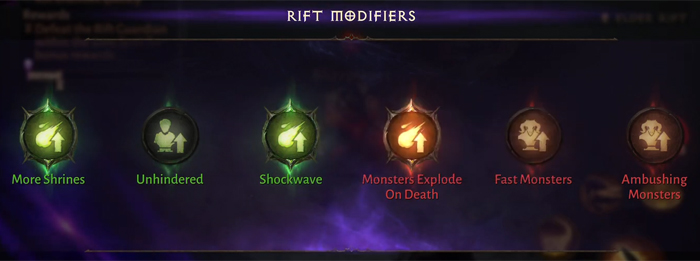 RIFT MODIFIERS
More Shrines
Unhindered
Shockwave
Monsters Explode
On Death
Fast Monsters
Ambushing
Monsters